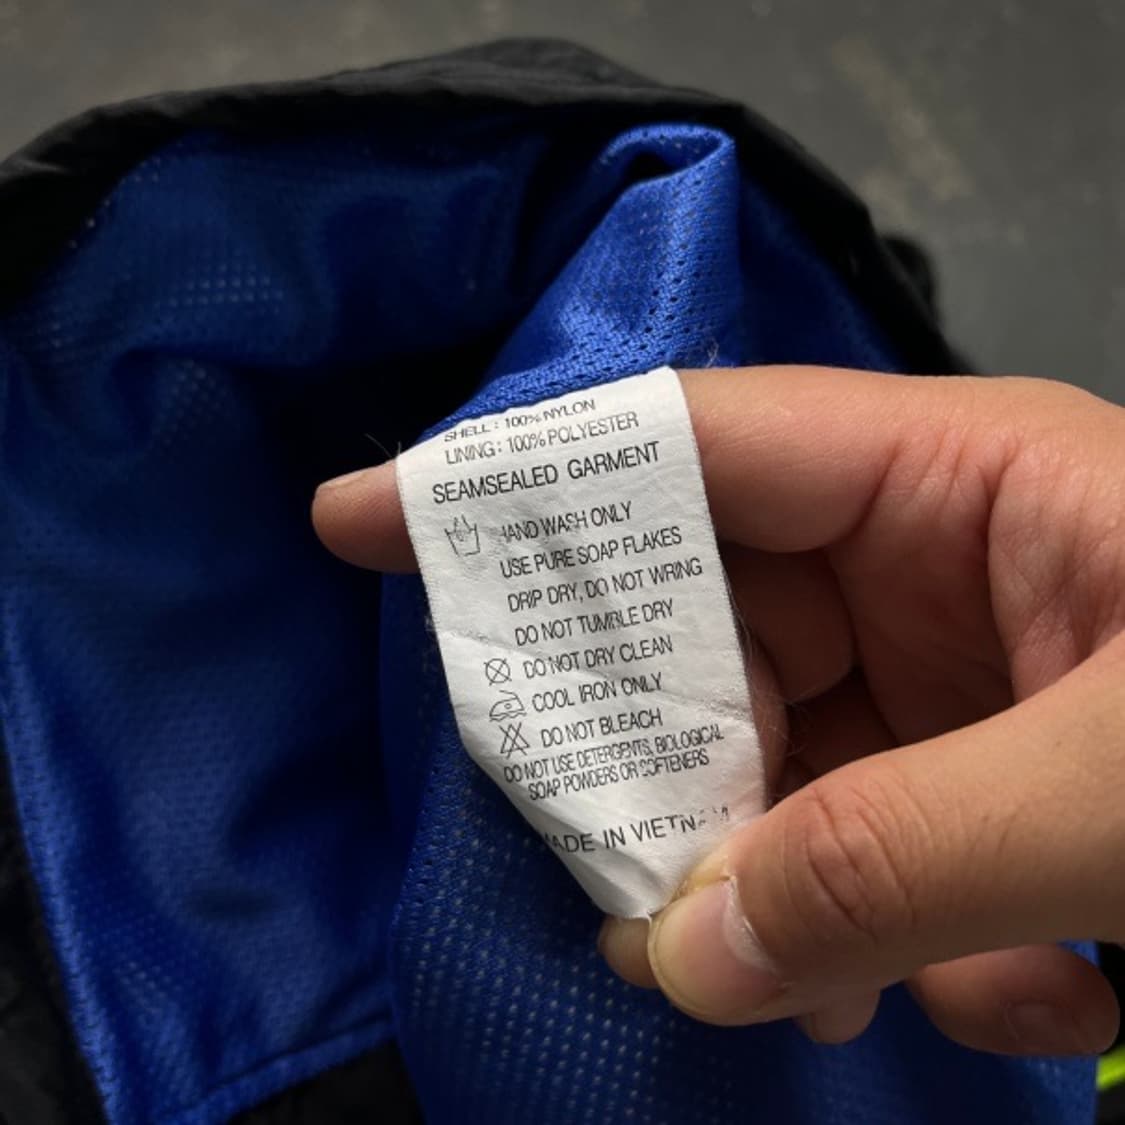 SHELL : 100% NYLON
LINING : 100% POLYESTER
SEAMSEALED GARMENT
HAND WASH ONLY
USE PURE SOAP FLAKES
DRIP DRY, DO NOT WRING
DO NOT TUMBLE DRY
DO NOT DRY CLEAN
COOL IRON ONLY
DO NOT BLEACH
DO NOT USE DETERGENTS, BIOLOGICAL
SOAP POWDERS OR SOFTENERS
MADE IN VIETNAM